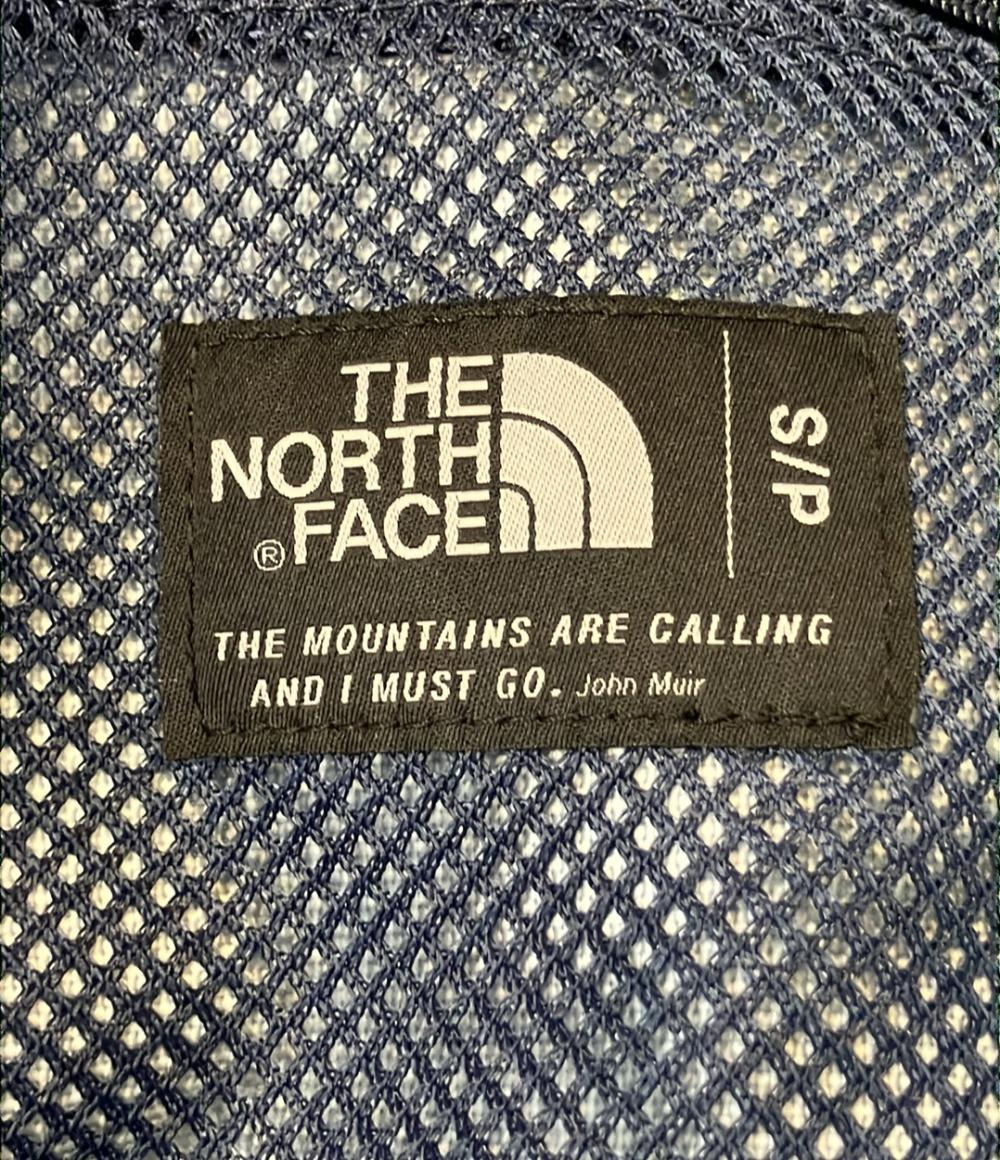 THE
NORTH
FACE
®
S/P
THE MOUNTAINS ARE CALLING
AND I MUST GO. John Muir